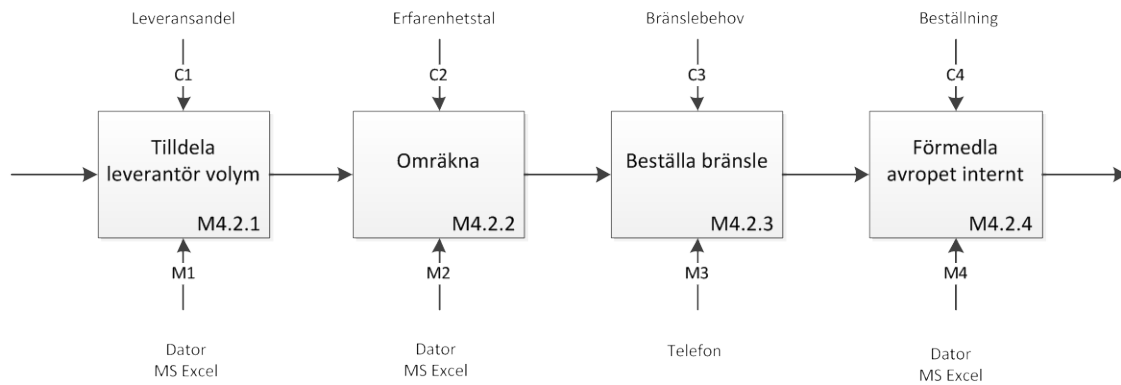 Leveransandel
Erfarenhetstal
Bränslebehov
Beställning
C1
C2
C3
C4
Tilldela
leverantör volym
M4.2.1
Omräkna
M4.2.2
Beställa bränsle
M4.2.3
Förmedla
avropet internt
M4.2.4
M1
M2
M3
M4
Dator
MS Excel
Dator
MS Excel
Telefon
Dator
MS Excel